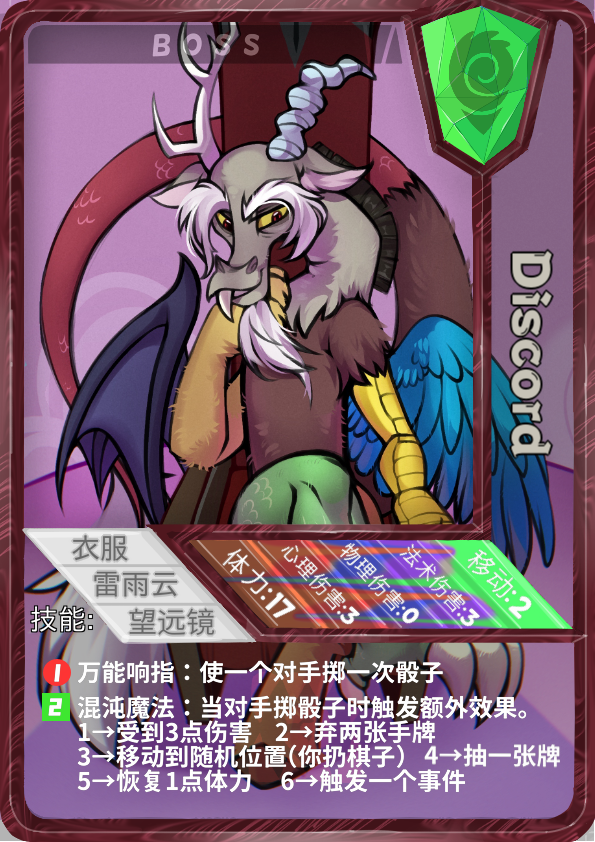 BOSS
Discord
衣服
雷雨云
望远镜
技能:
体力:17
心理伤害:3
物理伤害:0
法术伤害:3
移动:2
1 万能响指：使一个对手掷一次骰子
2 混沌魔法：当对手掷骰子时触发额外效果。
1→受到3点伤害 2→弃两张手牌
3→移动到随机位置(你扔棋子) 4→抽一张牌
5→恢复1点体力 6→触发一个事件